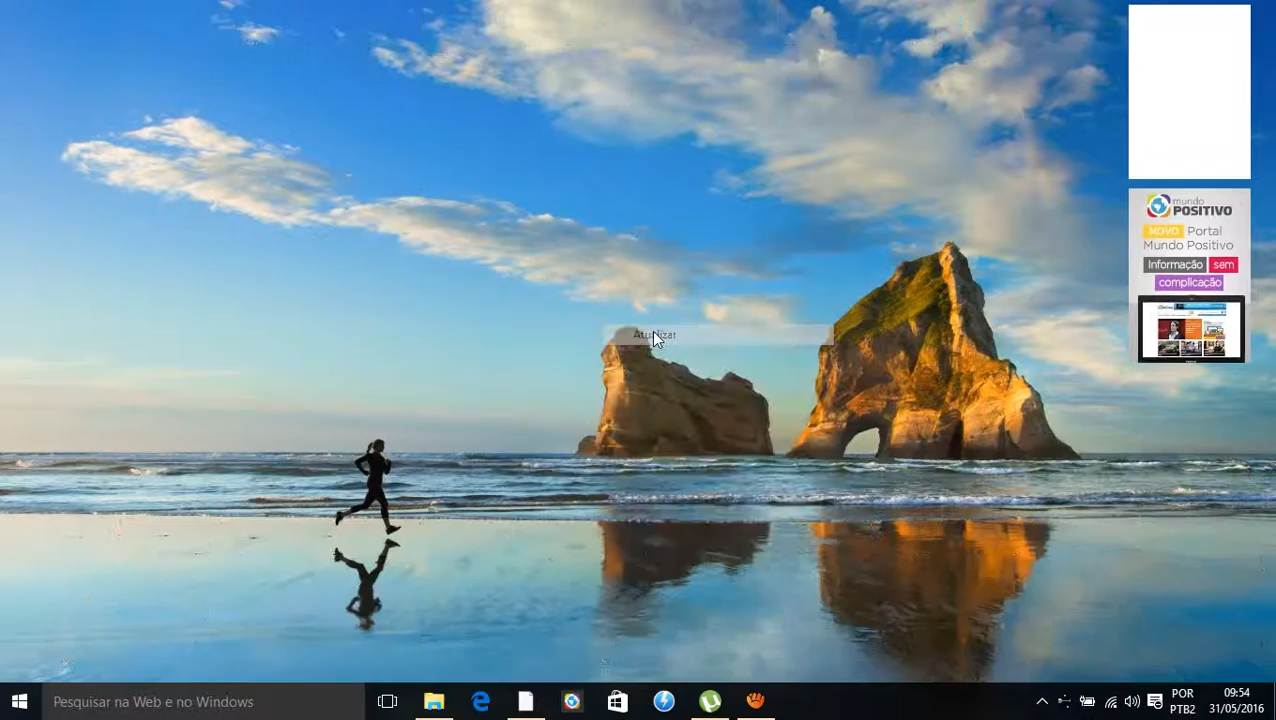 mundo
POSITIVO
NOVO Portal
Mundo Positivo
Informação sem
complicação
Atualizar
Pesquisar na Web e no Windows
POR
PTB2
09:54
31/05/2016